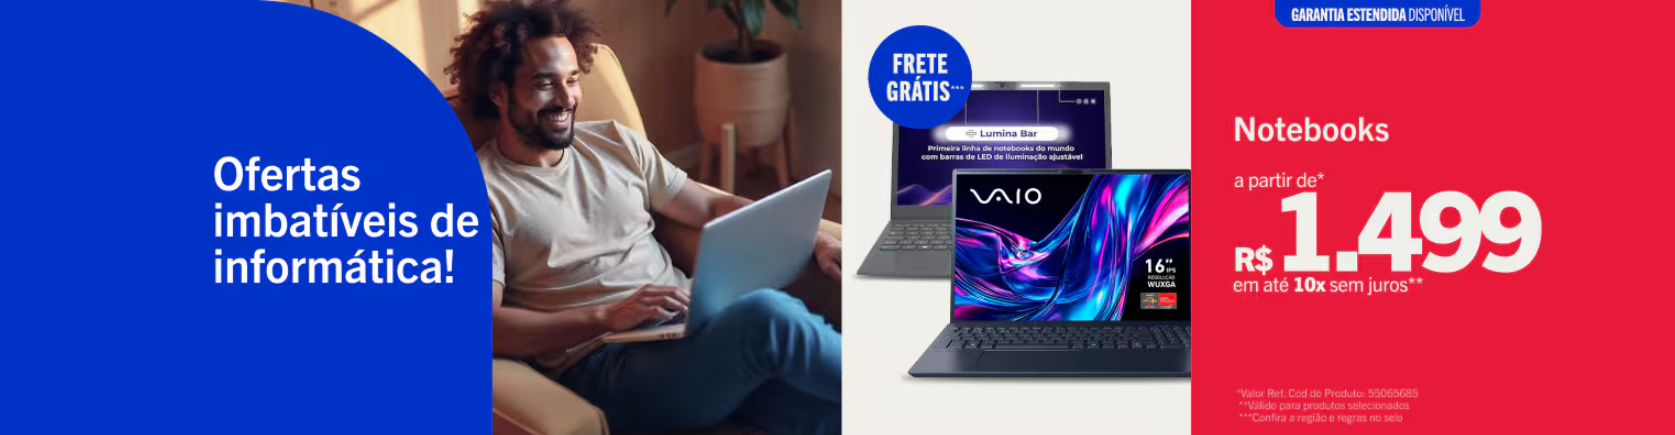 Ofertas
imbatíveis de
informática!
FRETE
GRÁTIS***
Lumina Bar
Primeira linha de notebooks do mundo
com barras de LED de iluminação ajustável
VAIO
16” IPS
RESOLUÇÃO
WUXGA
GARANTIA ESTENDIDA DISPONÍVEL
Notebooks
a partir de*
R$ 1.499
em até 10x sem juros**
*Valor Ref. Cód do Produto: 55065685
**Válido para produtos selecionados
***Confira a região e regras no selo